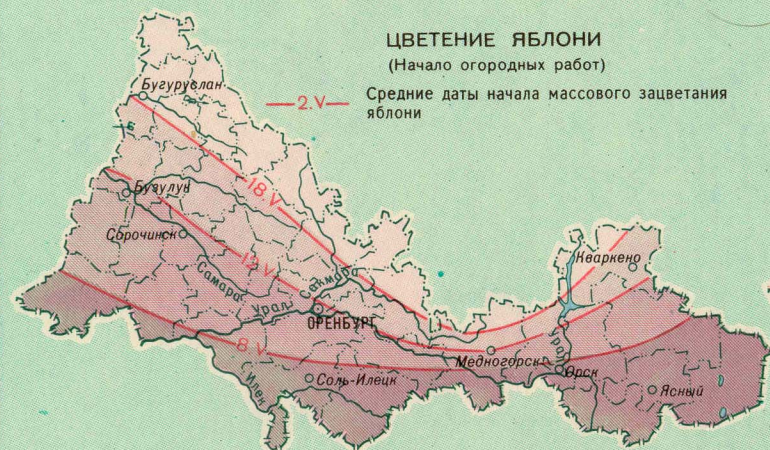 ЦВЕТЕНИЕ ЯБЛОНИ
(Начало огородных работ)
2.V
Средние даты начала массового зацветания
яблони
Бугуруслан
18.V
Бузулук
Сорочинск
12.V
Самара
Сакмара
Урал
Кваркено
ОРЕНБУРГ
8 V
Медногорск
Урал
Орск
С.Илек
Соль-Илецк
Ясный